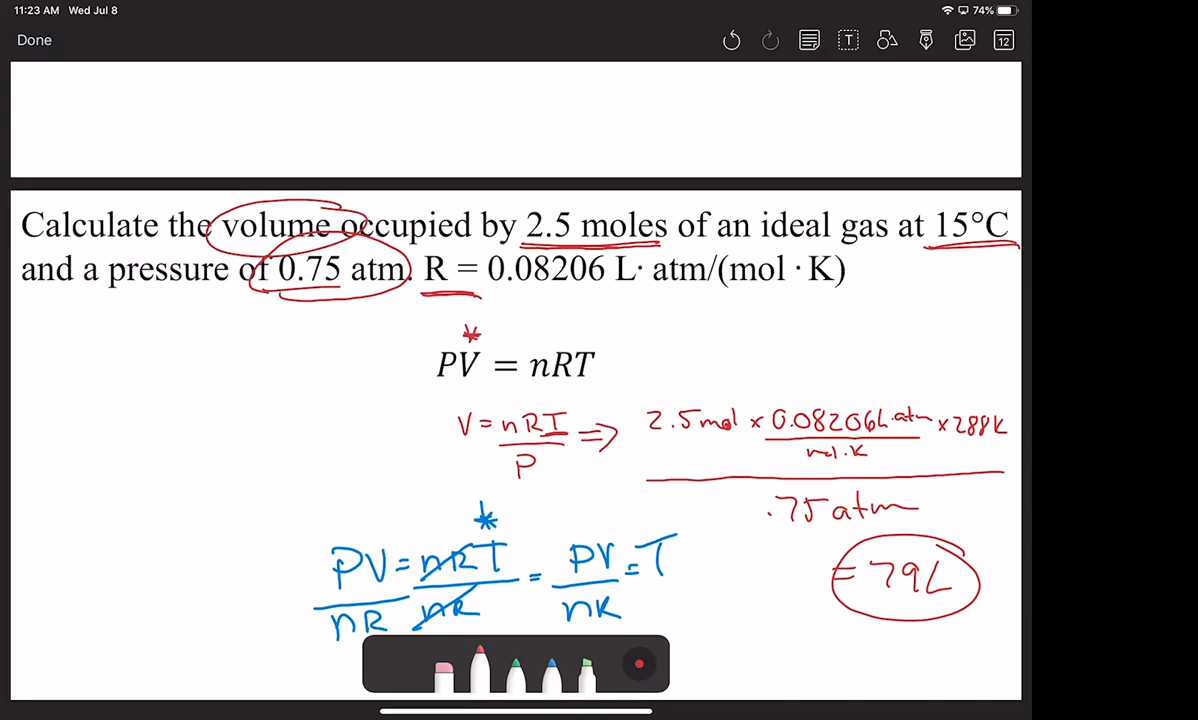 11:23 AM Wed Jul 8
74%
Done
T
12
Calculate the volume occupied by 2.5 moles of an ideal gas at 15°C
and a pressure of 0.75 atm. R = 0.08206 L· atm/(mol · K)
*
PV = nRT
V = nRT/P ⇒ 2.5 mol × 0.08206 L.atm/mol.K × 288K
.75 atm
= 79L
*
PV/nR = nRT/nR = PV/nR = T